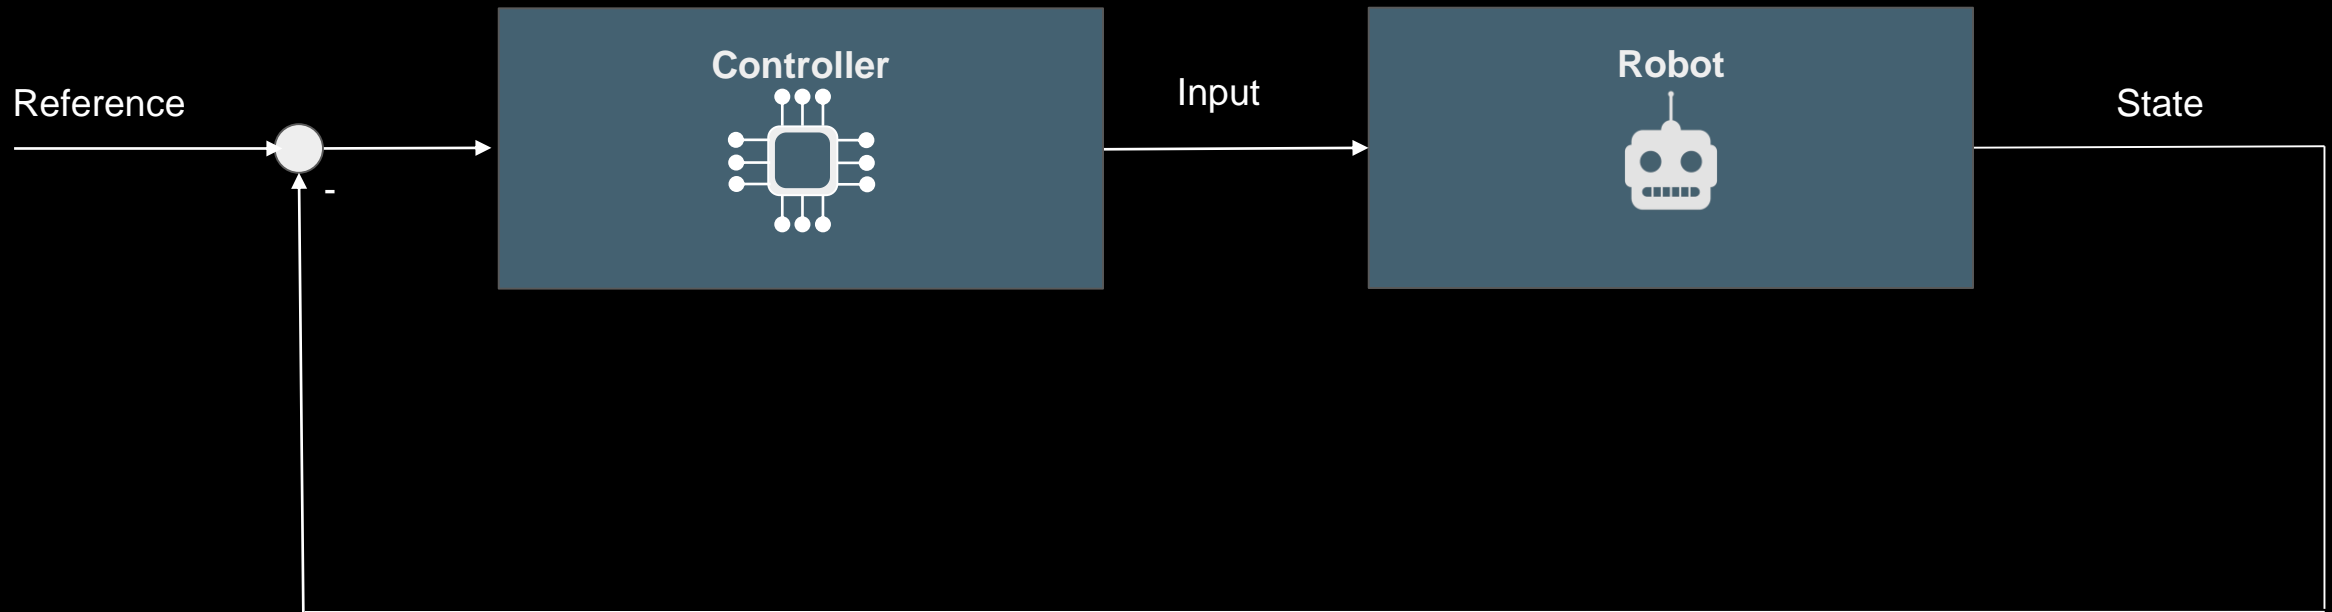 Reference
Controller
Input
Robot
State
-